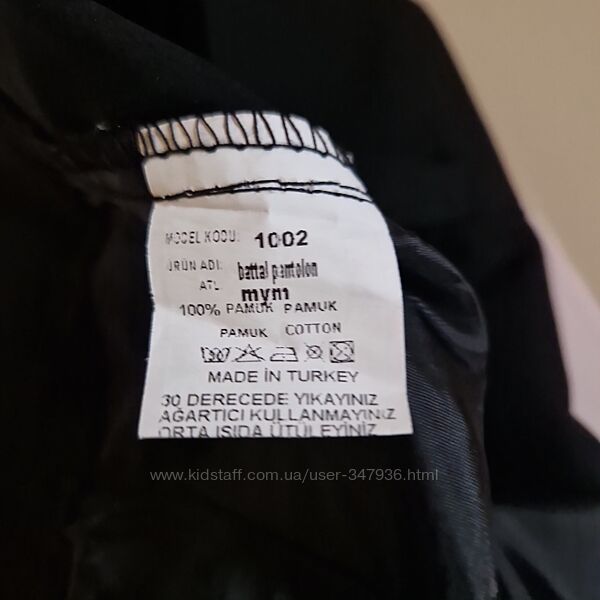 MODEL KODU: 1002
ÜRÜN ADI: battal pantolon
ATL mym
100% PAMUK PAMUK
PAMUK COTTON
MADE İN TURKEY
30 DERECEDE YIKAYINIZ
AĞARTICI KULLANMAYINIZ
ORTA ISIDA ÜTÜLEYİNİZ
www.kidstaff.com.ua/user-347936.html